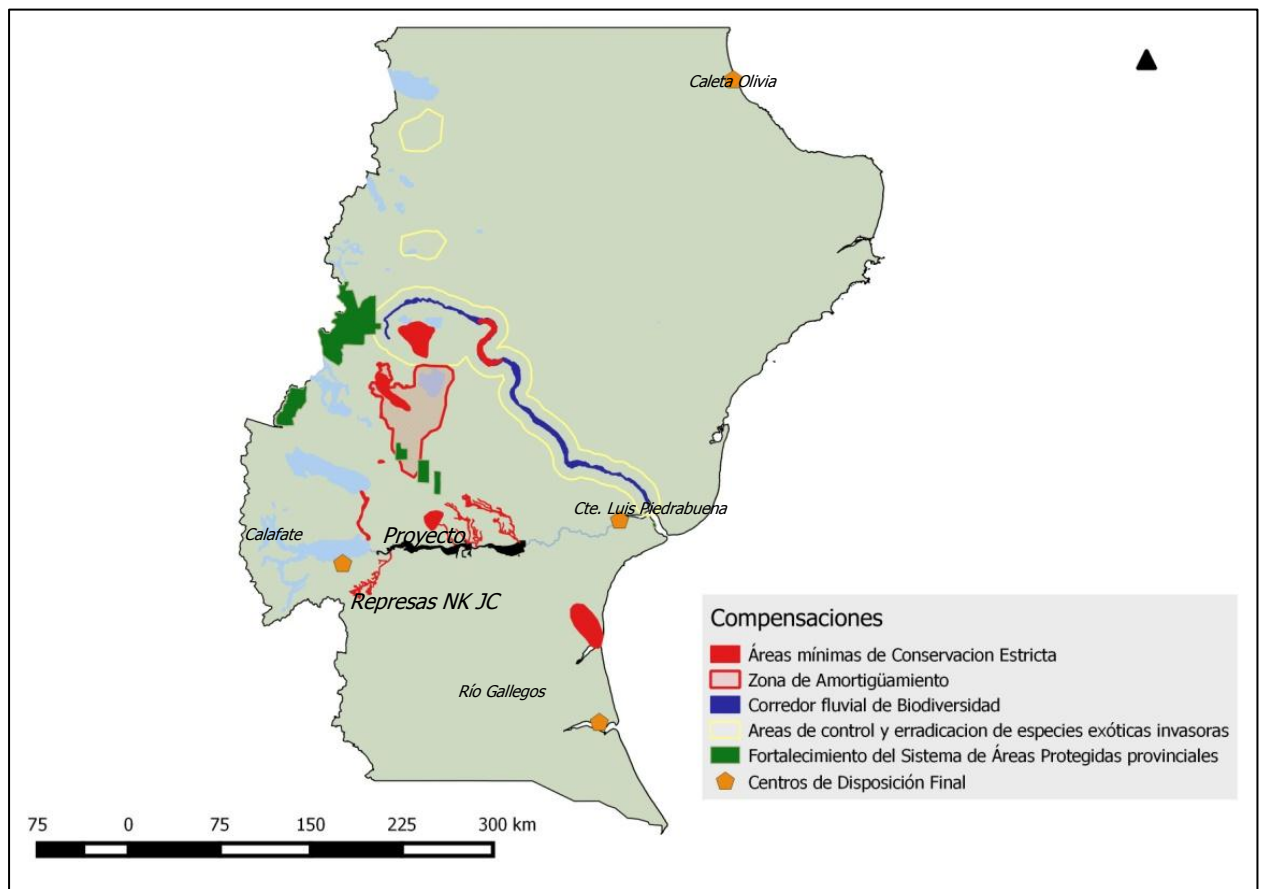 Caleta Olivia
Cte. Luis Piedrabuena
Calafate
Proyecto
Represas NK JC
Río Gallegos
Compensaciones
Áreas mínimas de Conservacion Estricta
Zona de Amortigüamiento
Corredor fluvial de Biodiversidad
Areas de control y erradicacion de especies exóticas invasoras
Fortalecimiento del Sistema de Áreas Protegidas provinciales
Centros de Disposición Final
75 0 75 150 225 300 km